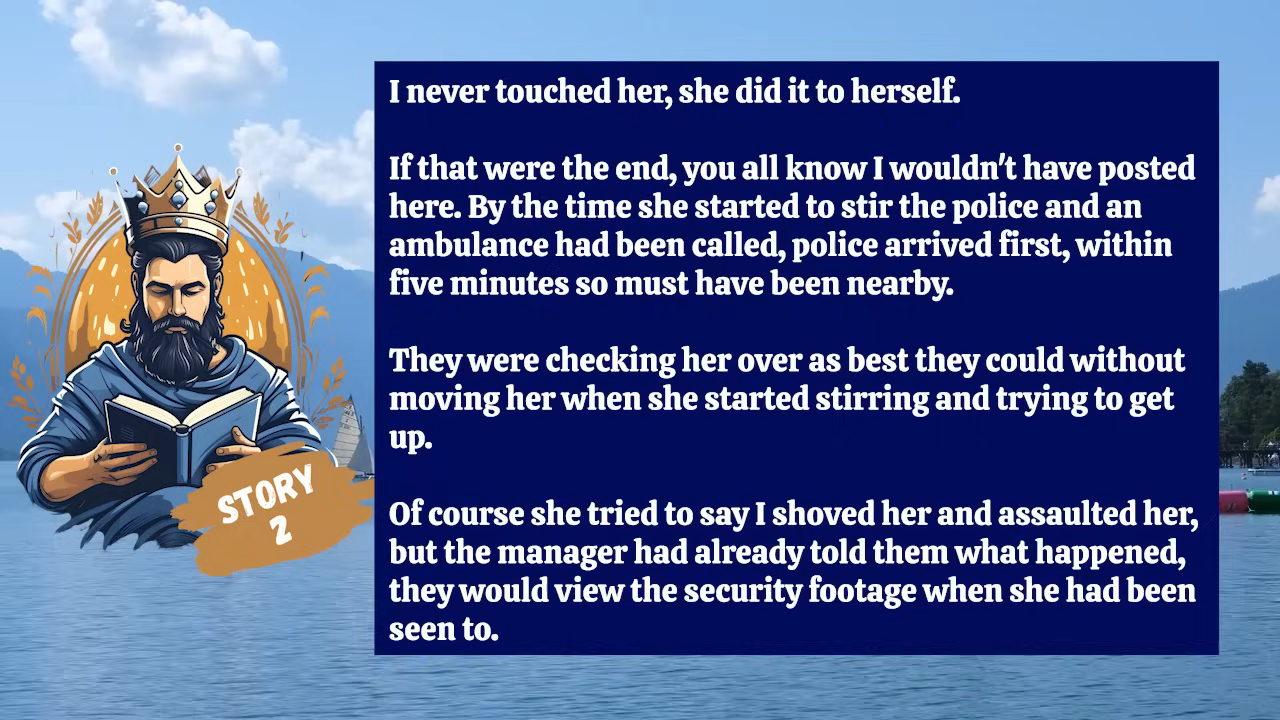 I never touched her, she did it to herself.
If that were the end, you all know I wouldn't have posted
here. By the time she started to stir the police and an
ambulance had been called, police arrived first, within
five minutes so must have been nearby.
They were checking her over as best they could without
moving her when she started stirring and trying to get
up.
Of course she tried to say I shoved her and assaulted her,
but the manager had already told them what happened,
they would view the security footage when she had been
seen to.
STORY
2